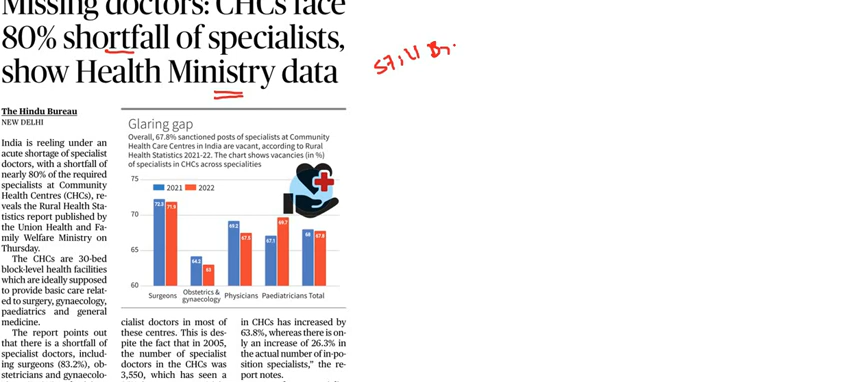 Missing doctors: CHCs face
80% shortfall of specialists,
show Health Ministry data
The Hindu Bureau
NEW DELHI
India is reeling under an
acute shortage of specialist
doctors, with a shortfall of
nearly 80% of the required
specialists at Community
Health Centres (CHCs), re-
veals the Rural Health Sta-
tistics report published by
the Union Health and Fa-
mily Welfare Ministry on
Thursday.
The CHCs are 30-bed
block-level health facilities
which are ideally supposed
to provide basic care relat-
ed to surgery, gynaecology,
paediatrics and general
medicine.
The report points out
that there is a shortfall of
specialist doctors, includ-
ing surgeons (83.2%), ob-
stetricians and gynaecolo-
Glaring gap
Overall, 67.8% sanctioned posts of specialists at Community
Health Care Centres in India are vacant, according to Rural
Health Statistics 2021-22. The chart shows vacancies (in %)
of specialists in CHCs across specialities
75
2021 2022
70
65
60
72.3 71.9
64.2 63
69.2 67.5
67.1 69.7
68 67.8
Surgeons
Obstetrics &
gynaecology
Physicians
Paediatricians
Total
cialist doctors in most of
these centres. This is des-
pite the fact that in 2005,
the number of specialist
doctors in the CHCs was
3,550, which has seen a
in CHCs has increased by
63.8%, whereas there is on-
ly an increase of 26.3% in
the actual number of in-po-
sition specialists,” the re-
port notes.
Still